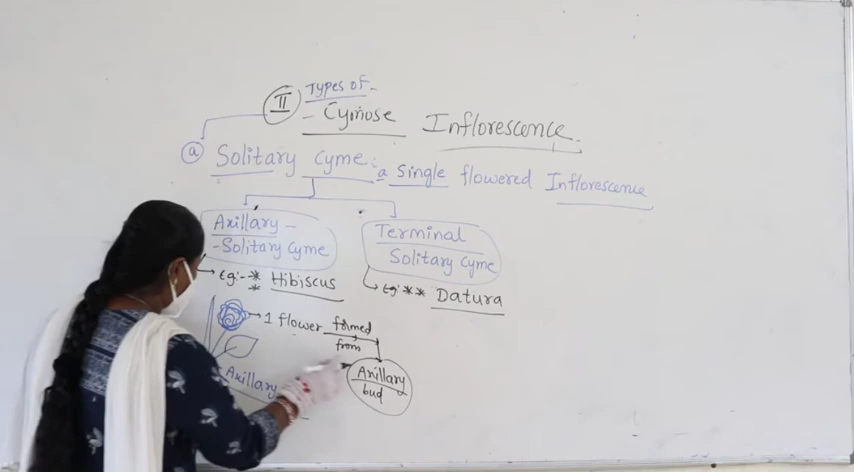 II Types of -
- Cymose Inflorescence.
a Solitary Cyme: a single flowered Inflorescence
Axillary -
- Solitary Cyme
Terminal
Solitary Cyme
→ eg:- * Hibiscus
*
→ eg: * * Datura
→ 1 flower formed
from
Axillary
bud
Axillary